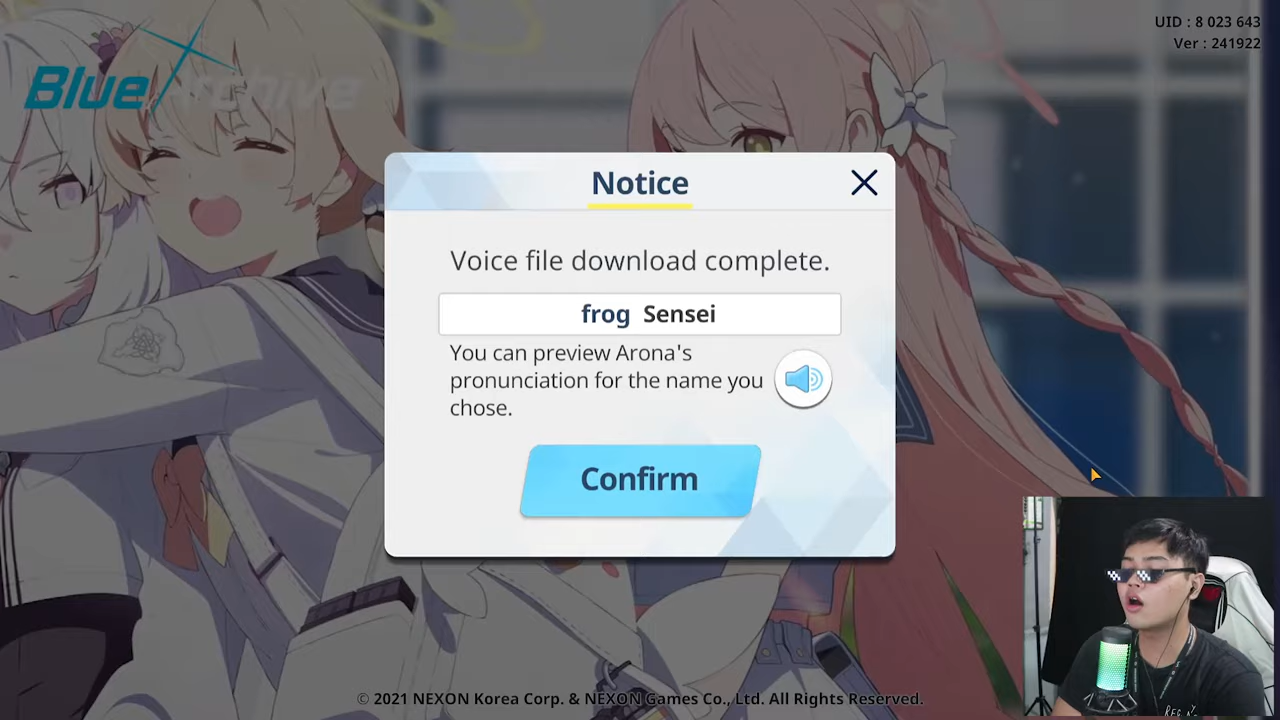 Blue Archive
UID : 8 023 643
Ver : 241922
Notice
Voice file download complete.
frog Sensei
You can preview Arona's
pronunciation for the name you
chose.
Confirm
© 2021 NEXON Korea Corp. & NEXON Games Co., Ltd. All Rights Reserved.